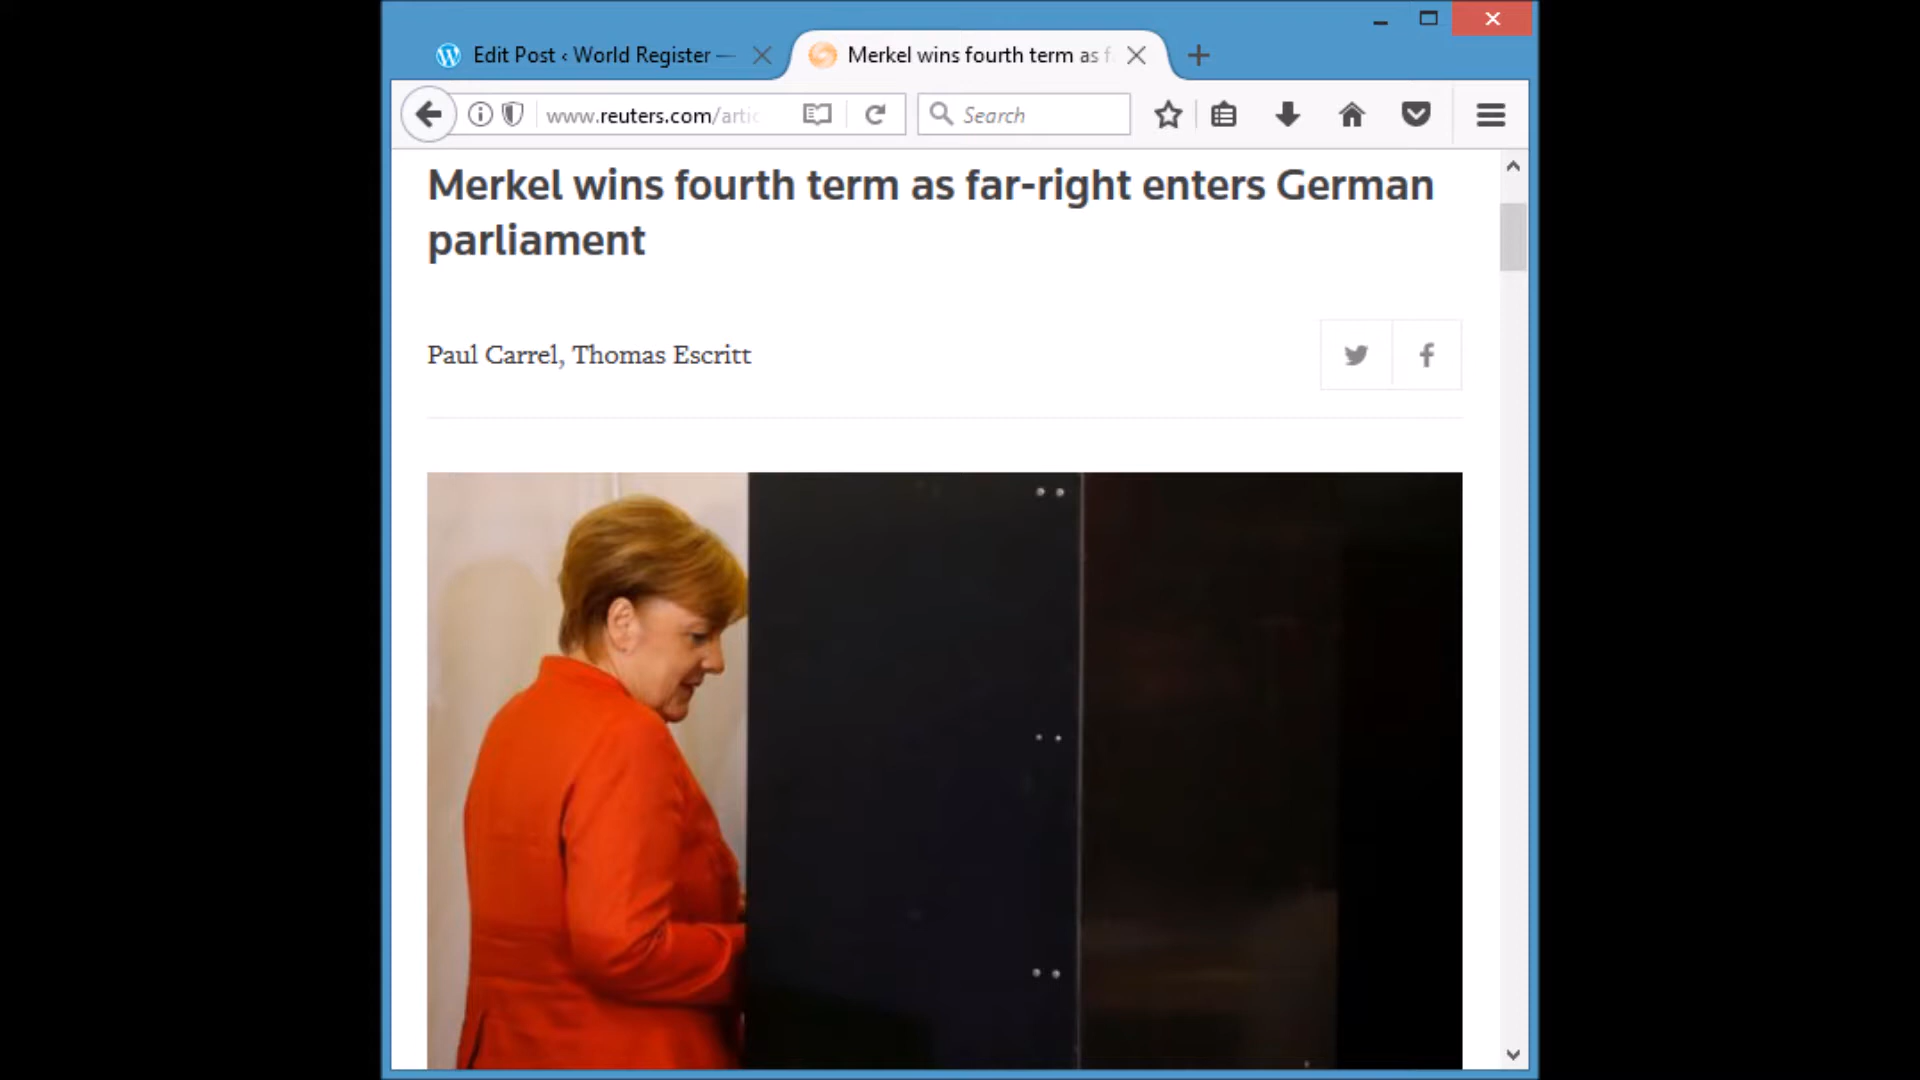 Edit Post ‹ World Register —
Merkel wins fourth term as f
www.reuters.com/artic
Search
Merkel wins fourth term as far-right enters German
parliament
Paul Carrel, Thomas Escritt